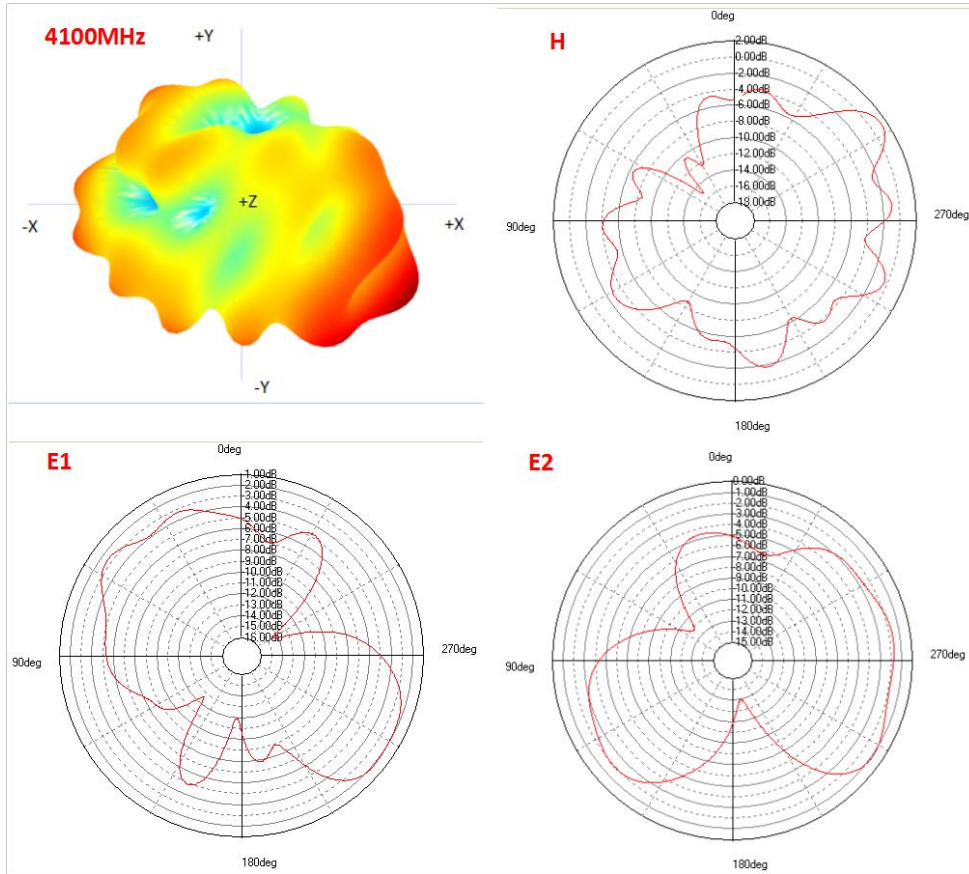 4100MHz
+Y
-X
+Z
+X
-Y
H
0deg
2.00dB
0.00dB
-2.00dB
-4.00dB
-6.00dB
-8.00dB
-10.00dB
-12.00dB
-14.00dB
-16.00dB
-18.00dB
90deg
270deg
180deg
E1
0deg
-1.00dB
-2.00dB
-3.00dB
-4.00dB
-5.00dB
-6.00dB
-7.00dB
-8.00dB
-9.00dB
-10.00dB
-11.00dB
-12.00dB
-13.00dB
-14.00dB
-15.00dB
-16.00dB
90deg
270deg
180deg
E2
0deg
0.00dB
-1.00dB
-2.00dB
-3.00dB
-4.00dB
-5.00dB
-6.00dB
-7.00dB
-8.00dB
-9.00dB
-10.00dB
-11.00dB
-12.00dB
-13.00dB
-14.00dB
-15.00dB
90deg
270deg
180deg